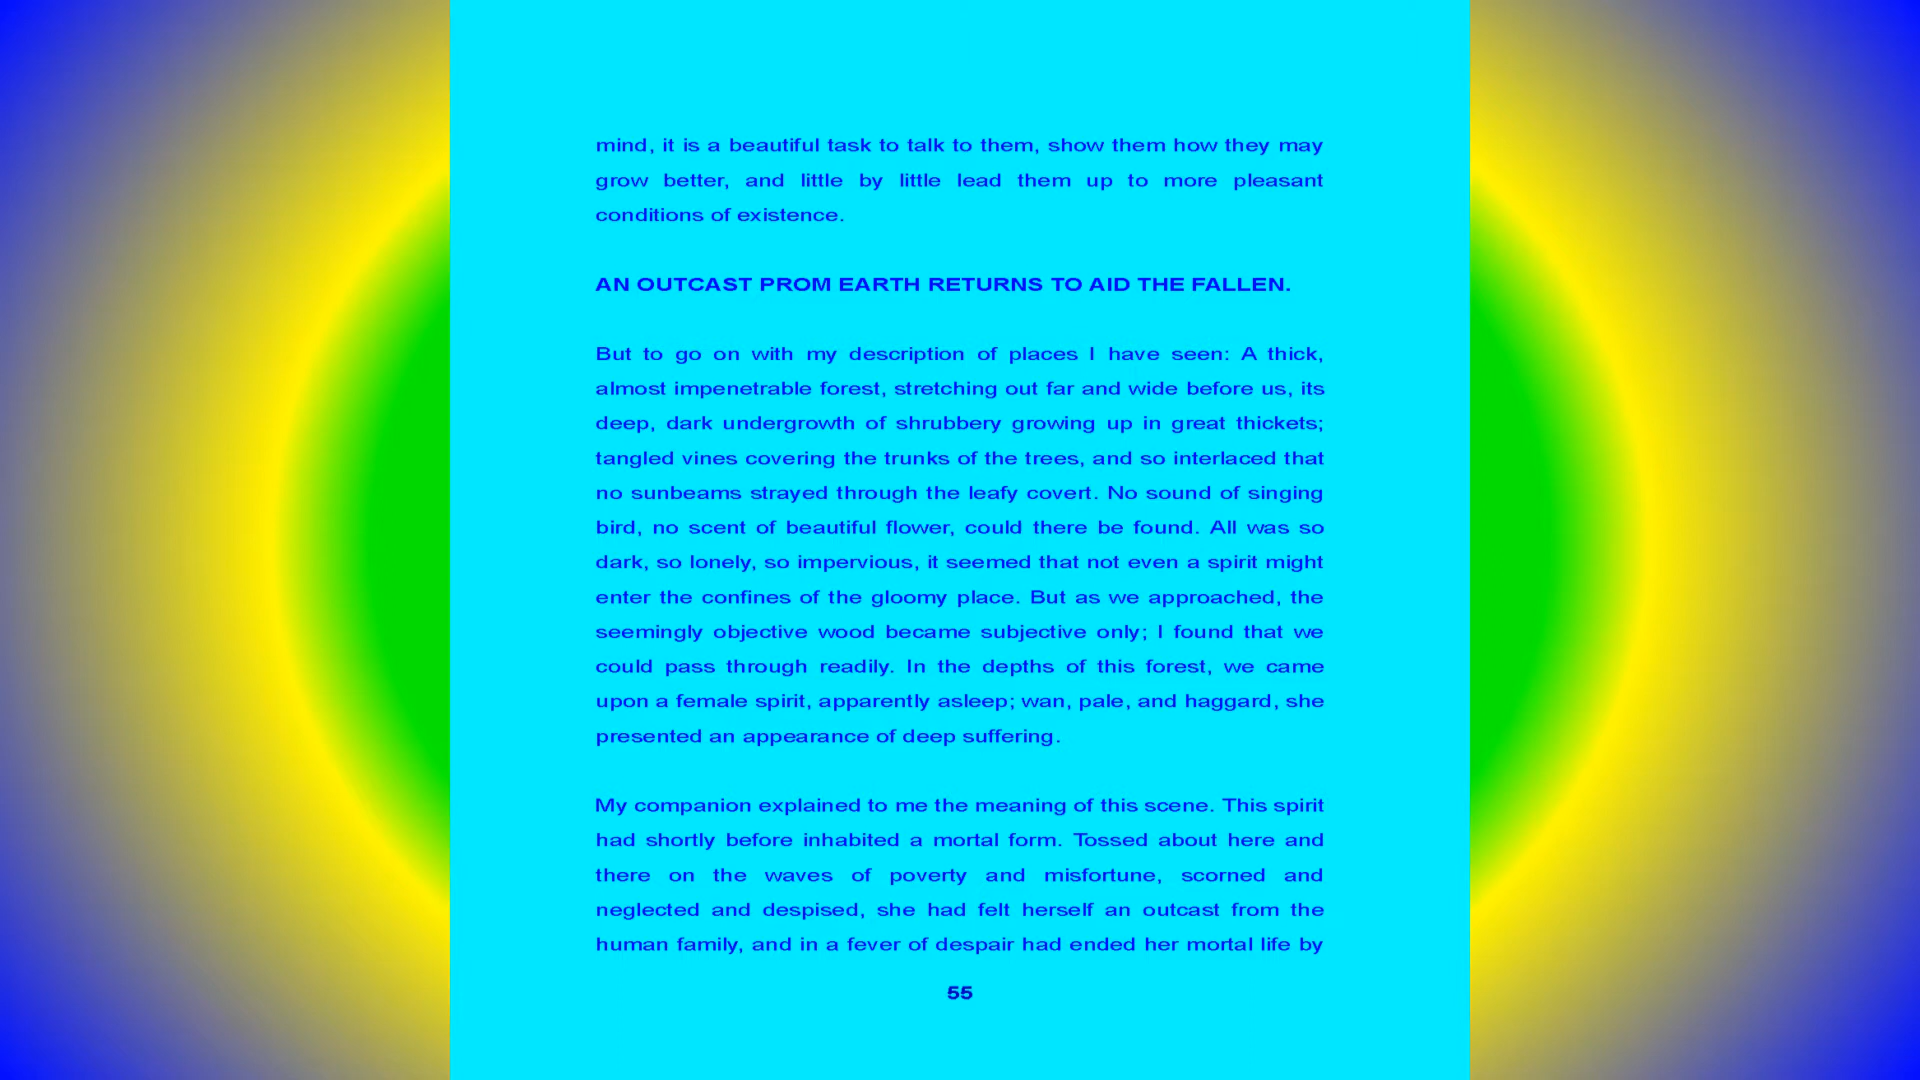 mind, it is a beautiful task to talk to them, show them how they may
grow better, and little by little lead them up to more pleasant
conditions of existence.
AN OUTCAST PROM EARTH RETURNS TO AID THE FALLEN.
But to go on with my description of places I have seen: A thick,
almost impenetrable forest, stretching out far and wide before us, its
deep, dark undergrowth of shrubbery growing up in great thickets;
tangled vines covering the trunks of the trees, and so interlaced that
no sunbeams strayed through the leafy covert. No sound of singing
bird, no scent of beautiful flower, could there be found. All was so
dark, so lonely, so impervious, it seemed that not even a spirit might
enter the confines of the gloomy place. But as we approached, the
seemingly objective wood became subjective only; I found that we
could pass through readily. In the depths of this forest, we came
upon a female spirit, apparently asleep; wan, pale, and haggard, she
presented an appearance of deep suffering.
My companion explained to me the meaning of this scene. This spirit
had shortly before inhabited a mortal form. Tossed about here and
there on the waves of poverty and misfortune, scorned and
neglected and despised, she had felt herself an outcast from the
human family, and in a fever of despair had ended her mortal life by
55